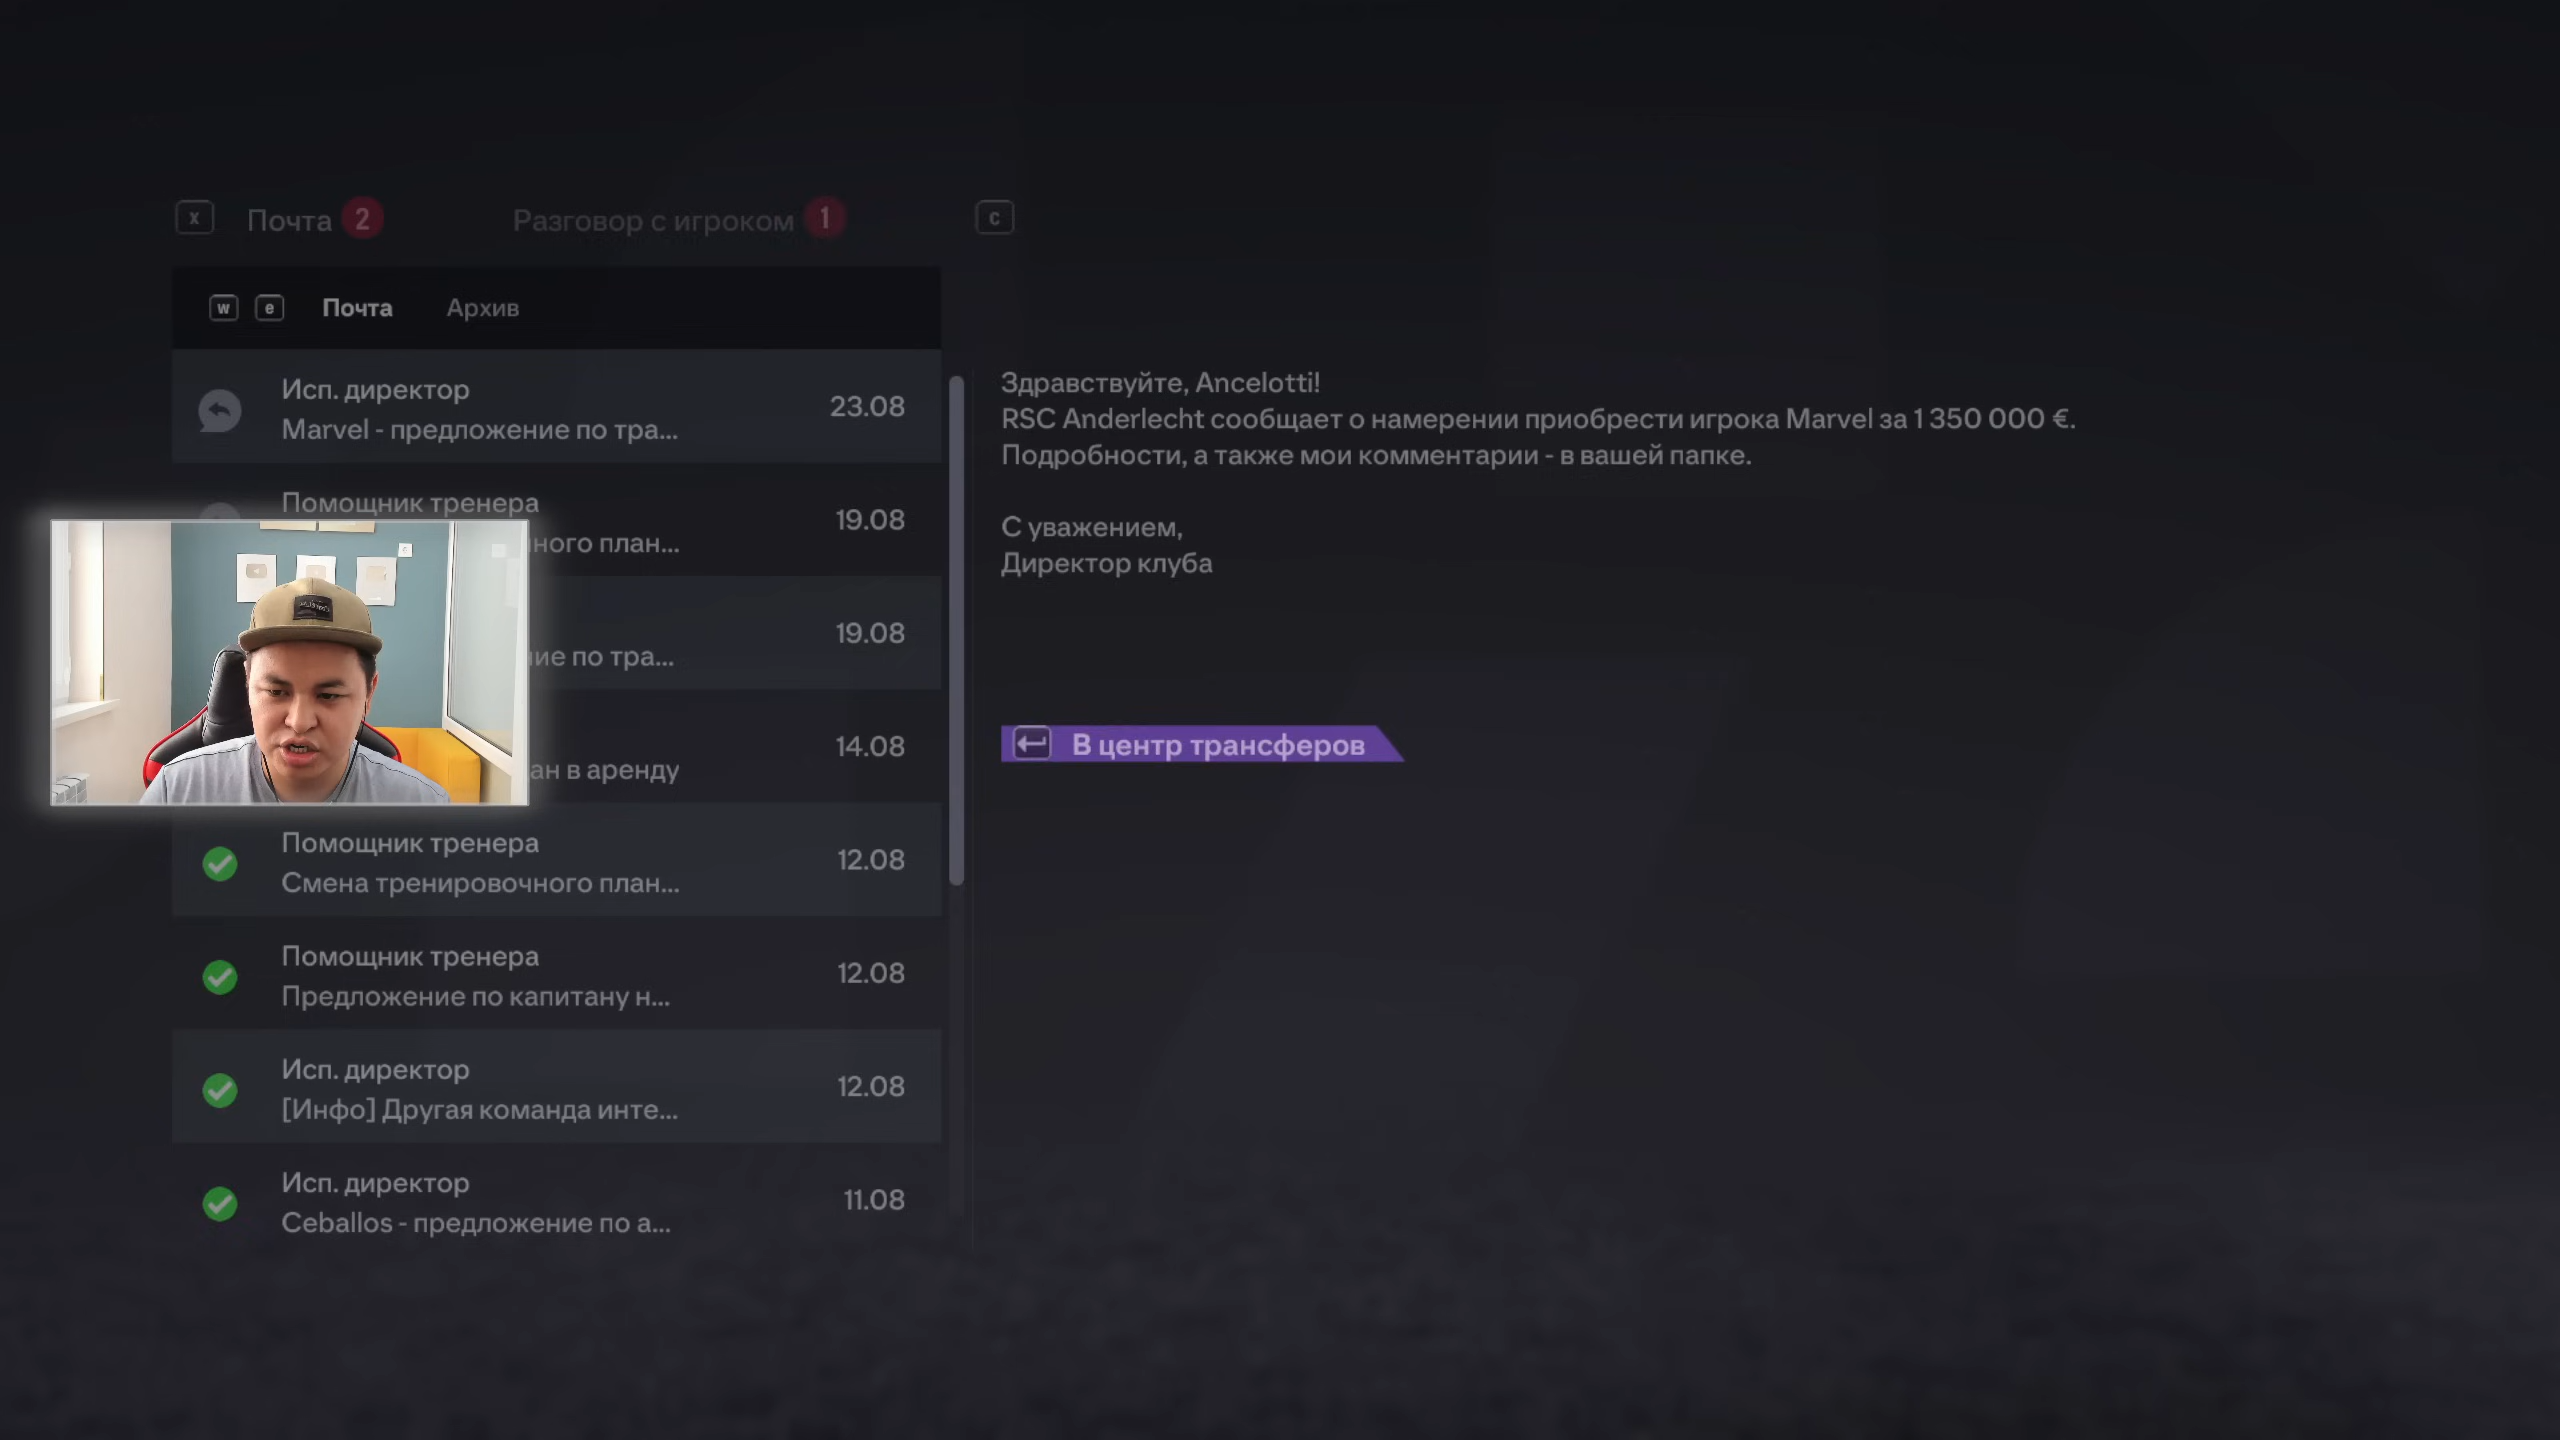 x Почта 2 Разговор с игроком 1 c
w e Почта Архив
Исп. директор
Marvel - предложение по тра...
23.08
Помощник тренера
ного план...
19.08
ие по тра...
19.08
ан в аренду
14.08
Помощник тренера
Смена тренировочного план...
12.08
Помощник тренера
Предложение по капитану н...
12.08
Исп. директор
[Инфо] Другая команда инте...
12.08
Исп. директор
Ceballos - предложение по а...
11.08
Здравствуйте, Ancelotti!
RSC Anderlecht сообщает о намерении приобрести игрока Marvel за 1 350 000 €.
Подробности, а также мои комментарии - в вашей папке.
С уважением,
Директор клуба
В центр трансферов